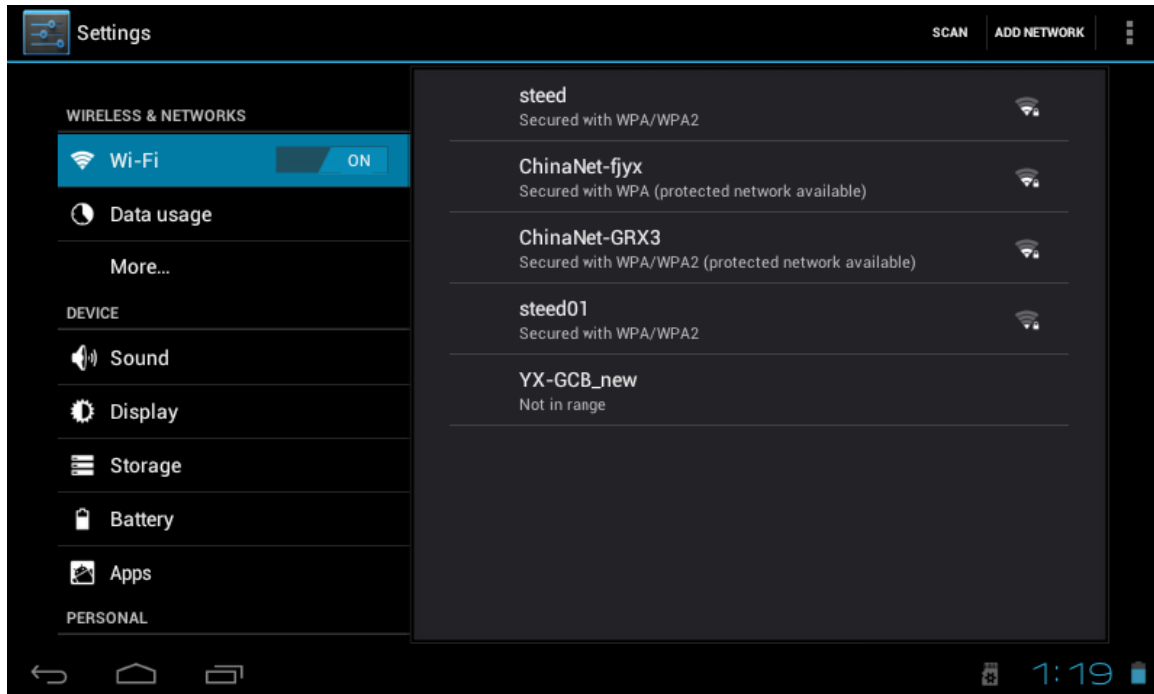 Settings
SCAN
ADD NETWORK
WIRELESS & NETWORKS
Wi-Fi
ON
Data usage
More...
DEVICE
Sound
Display
Storage
Battery
Apps
PERSONAL
steed
Secured with WPA/WPA2
ChinaNet-fjyx
Secured with WPA (protected network available)
ChinaNet-GRX3
Secured with WPA/WPA2 (protected network available)
steed01
Secured with WPA/WPA2
YX-GCB_new
Not in range
1:19